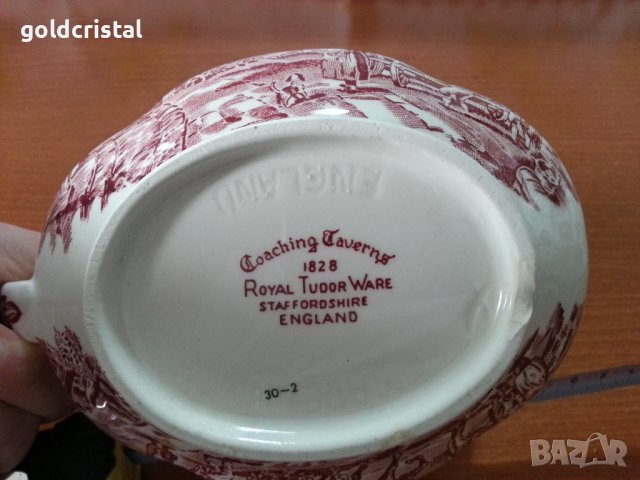 goldcristal
ENGLAND
Coaching Taverns
1828
ROYAL TUDOR WARE
STAFFORDSHIRE
ENGLAND
30-2
BAZAR